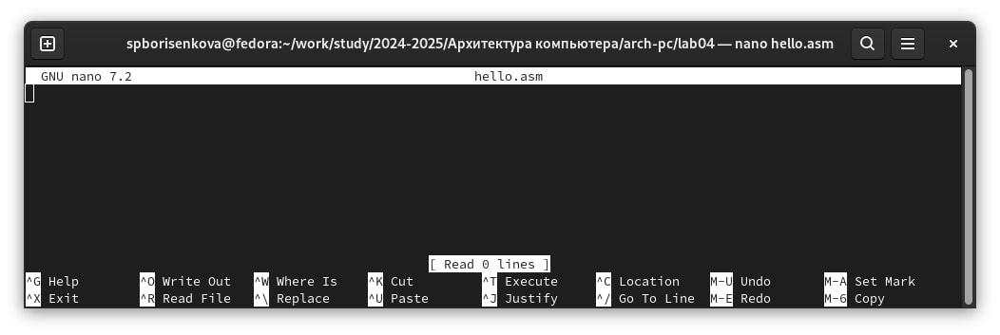 spborisenkova@fedora:~/work/study/2024-2025/Архитектура компьютера/arch-pc/lab04 — nano hello.asm
GNU nano 7.2 hello.asm
[ Read 0 lines ]
^G Help ^O Write Out ^W Where Is ^K Cut ^T Execute ^C Location M-U Undo M-A Set Mark
^X Exit ^R Read File ^\ Replace ^U Paste ^J Justify ^/ Go To Line M-E Redo M-6 Copy